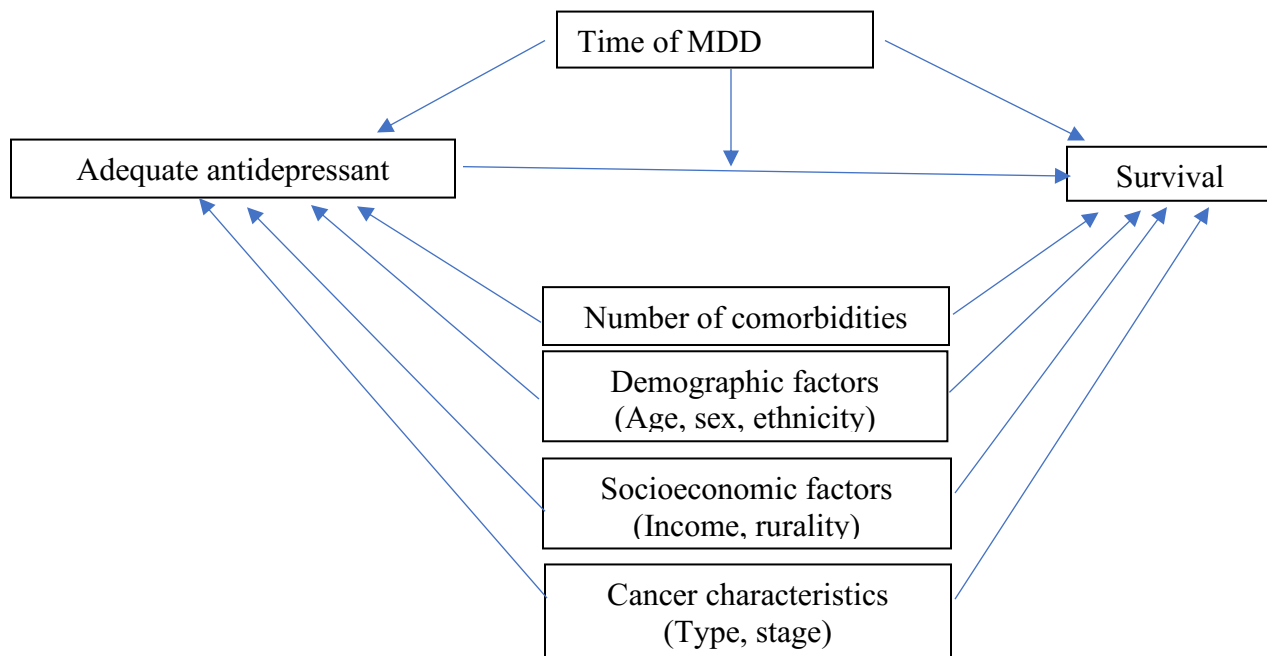 Time of MDD
Adequate antidepressant
Survival
Number of comorbidities
Demographic factors
(Age, sex, ethnicity)
Socioeconomic factors
(Income, rurality)
Cancer characteristics
(Type, stage)